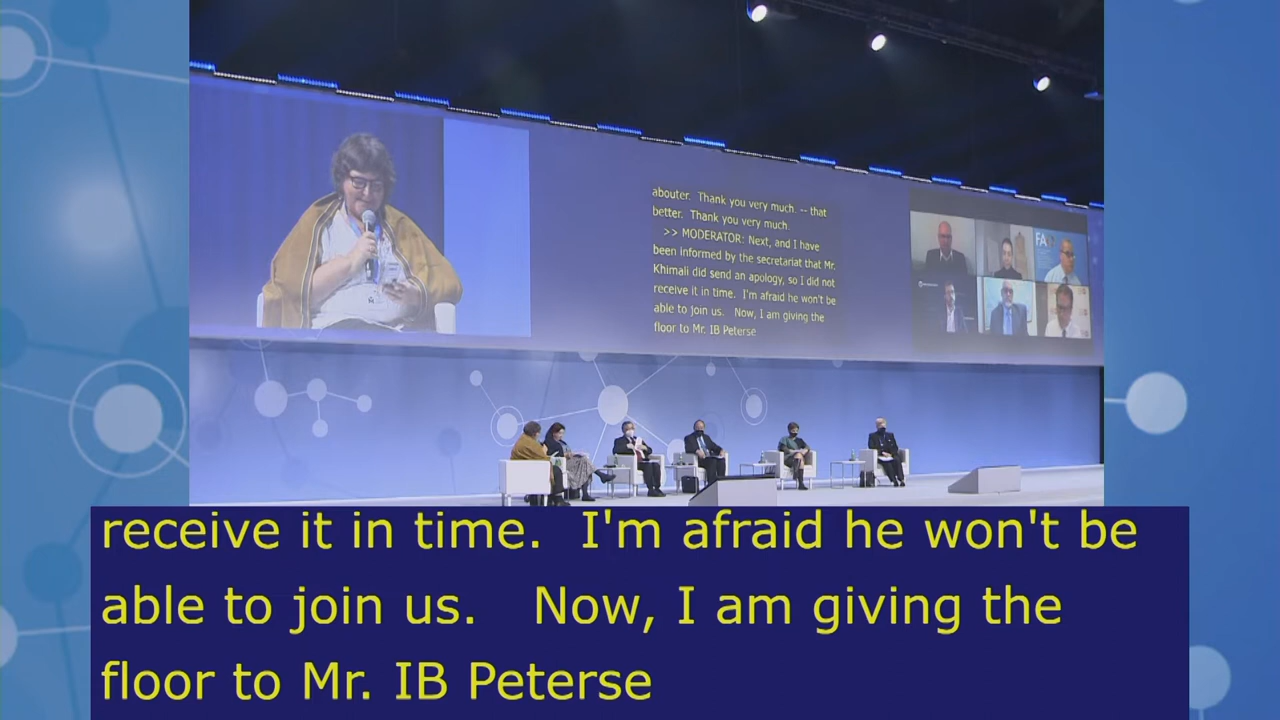 abouter. Thank you very much. -- that
better. Thank you very much.
>> MODERATOR: Next, and I have
been informed by the secretariat that Mr.
Khimali did send an apology, so I did not
receive it in time. I'm afraid he won't be
able to join us. Now, I am giving the
floor to Mr. IB Peterse
FA
receive it in time. I'm afraid he won't be
able to join us. Now, I am giving the
floor to Mr. IB Peterse